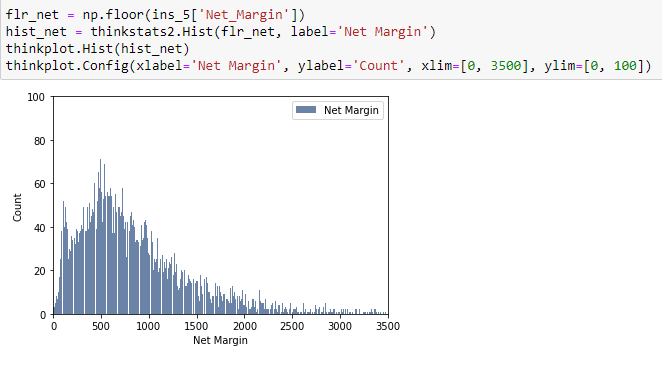 flr_net = np.floor(ins_5['Net_Margin'])
hist_net = thinkstats2.Hist(flr_net, label='Net Margin')
thinkplot.Hist(hist_net)
thinkplot.Config(xlabel='Net Margin', ylabel='Count', xlim=[0, 3500], ylim=[0, 100])
100
Net Margin
80
60
Count
40
20
0
0 500 1000 1500 2000 2500 3000 3500
Net Margin